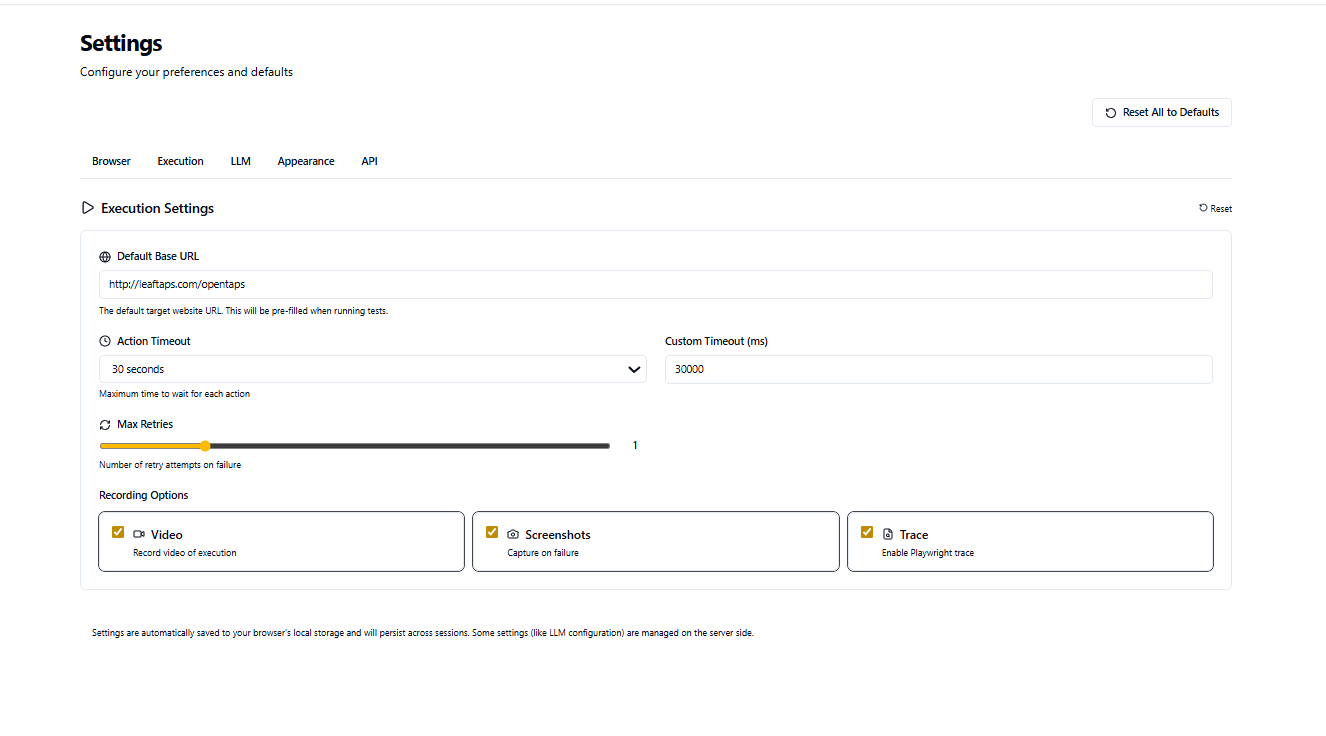 Settings
Configure your preferences and defaults
Reset All to Defaults
Browser Execution LLM Appearance API
Execution Settings
Reset
Default Base URL
http://leaftaps.com/opentaps
The default target website URL. This will be pre-filled when running tests.
Action Timeout
Custom Timeout (ms)
30 seconds
30000
Maximum time to wait for each action
Max Retries
1
Number of retry attempts on failure
Recording Options
Video
Record video of execution
Screenshots
Capture on failure
Trace
Enable Playwright trace
Settings are automatically saved to your browser's local storage and will persist across sessions. Some settings (like LLM configuration) are managed on the server side.